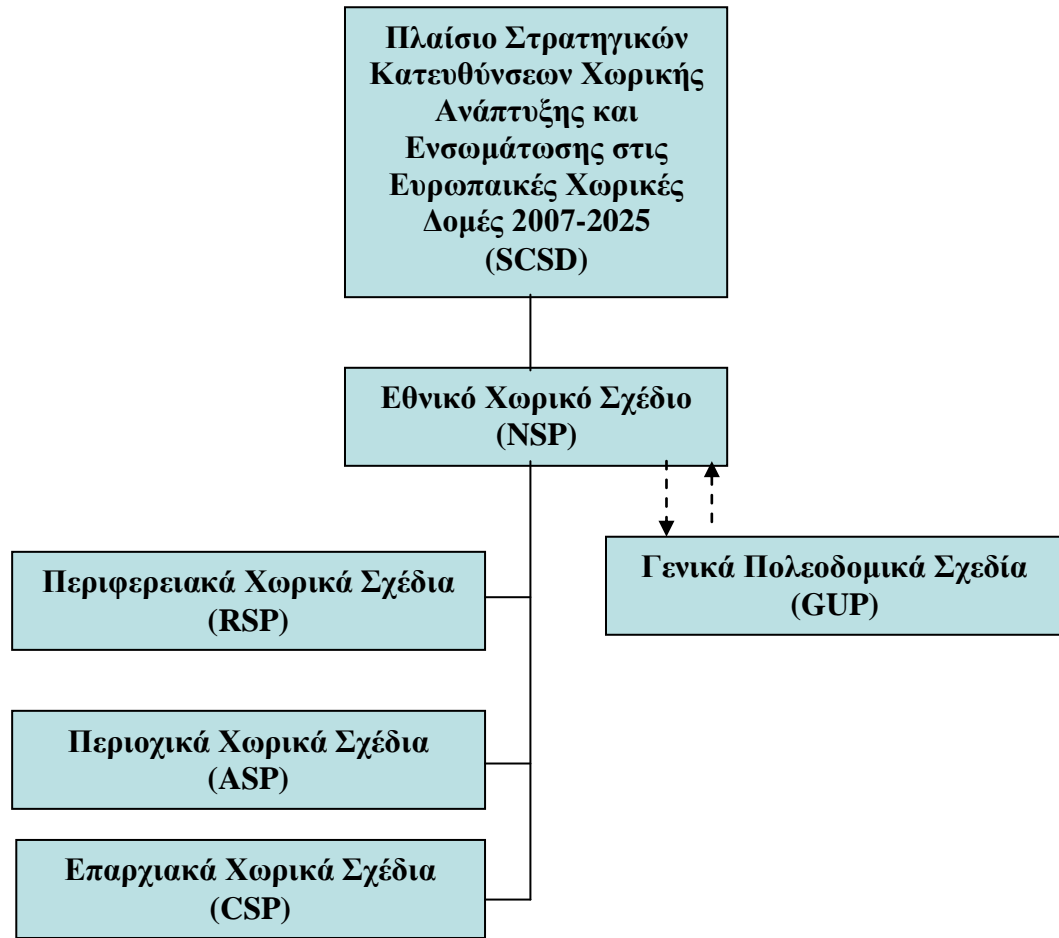 Πλαίσιο Στρατηγικών
Κατευθύνσεων Χωρικής
Ανάπτυξης και
Ενσωμάτωσης στις
Ευρωπαικές Χωρικές
Δομές 2007-2025
(SCSD)
Εθνικό Χωρικό Σχέδιο
(NSP)
Περιφερειακά Χωρικά Σχέδια
(RSP)
Γενικά Πολεοδομικά Σχεδία
(GUP)
Περιοχικά Χωρικά Σχέδια
(ASP)
Επαρχιακά Χωρικά Σχέδια
(CSP)